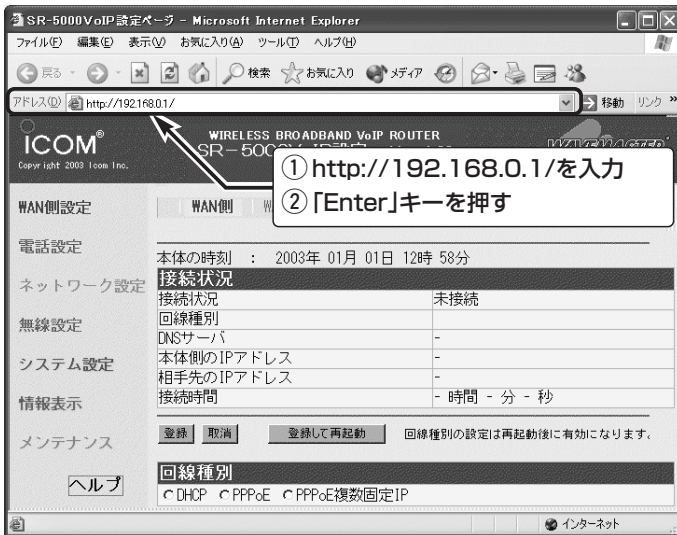 SR-5000VoIP設定ページ - Microsoft Internet Explorer
ファイル(F) 編集(E) 表示(V) お気に入り(A) ツール(T) ヘルプ(H)
戻る 検索 お気に入り メディア
アドレス(D) http://192.168.0.1/ 移動 リンク »
ICOM®
Copyright 2003 Icom Inc.
WIRELESS BROADBAND VoIP ROUTER
SR-5000V
WAVEMASTER
①http://192.168.0.1/を入力
②「Enter」キーを押す
WAN側設定
電話設定
ネットワーク設定
無線設定
システム設定
情報表示
メンテナンス
ヘルプ
WAN側
本体の時刻 : 2003年 01月 01日 12時 58分
接続状況
接続状況 未接続
回線種別
DNSサーバ -
本体側のIPアドレス -
相手先のIPアドレス -
接続時間 - 時間 - 分 - 秒
登録 取消 登録して再起動 回線種別の設定は再起動後に有効になります。
回線種別
DHCP PPPoE PPPoE複数固定IP
インターネット